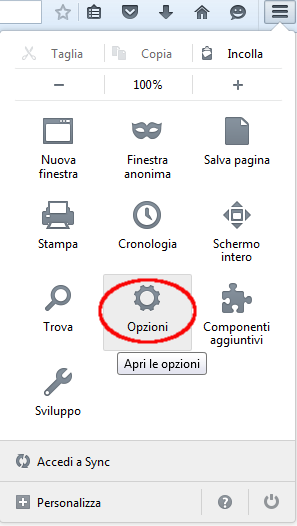 Taglia Copia Incolla
100%
Nuova finestra
Finestra anonima
Salva pagina
Stampa
Cronologia
Schermo intero
Trova
Opzioni
Componenti aggiuntivi
Apri le opzioni
Sviluppo
Accedi a Sync
Personalizza